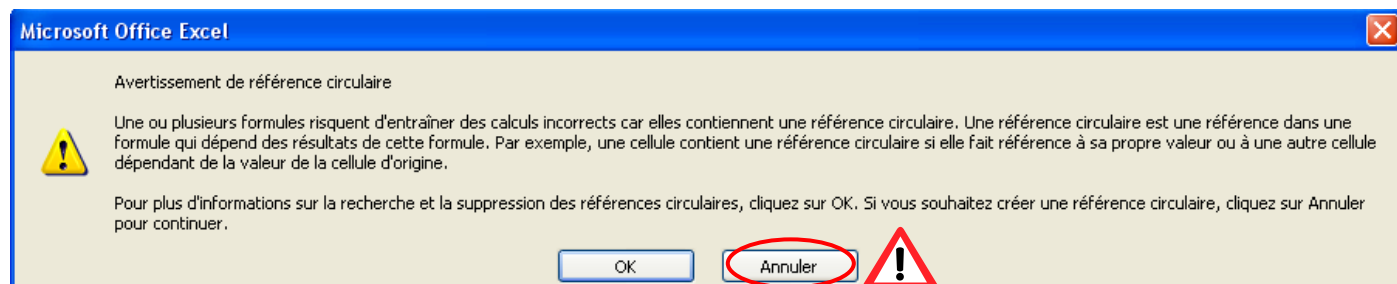 Microsoft Office Excel
Avertissement de référence circulaire
Une ou plusieurs formules risquent d'entraîner des calculs incorrects car elles contiennent une référence circulaire. Une référence circulaire est une référence dans une
formule qui dépend des résultats de cette formule. Par exemple, une cellule contient une référence circulaire si elle fait référence à sa propre valeur ou à une autre cellule
dépendant de la valeur de la cellule d'origine.
Pour plus d'informations sur la recherche et la suppression des références circulaires, cliquez sur OK. Si vous souhaitez créer une référence circulaire, cliquez sur Annuler
pour continuer.
OK Annuler